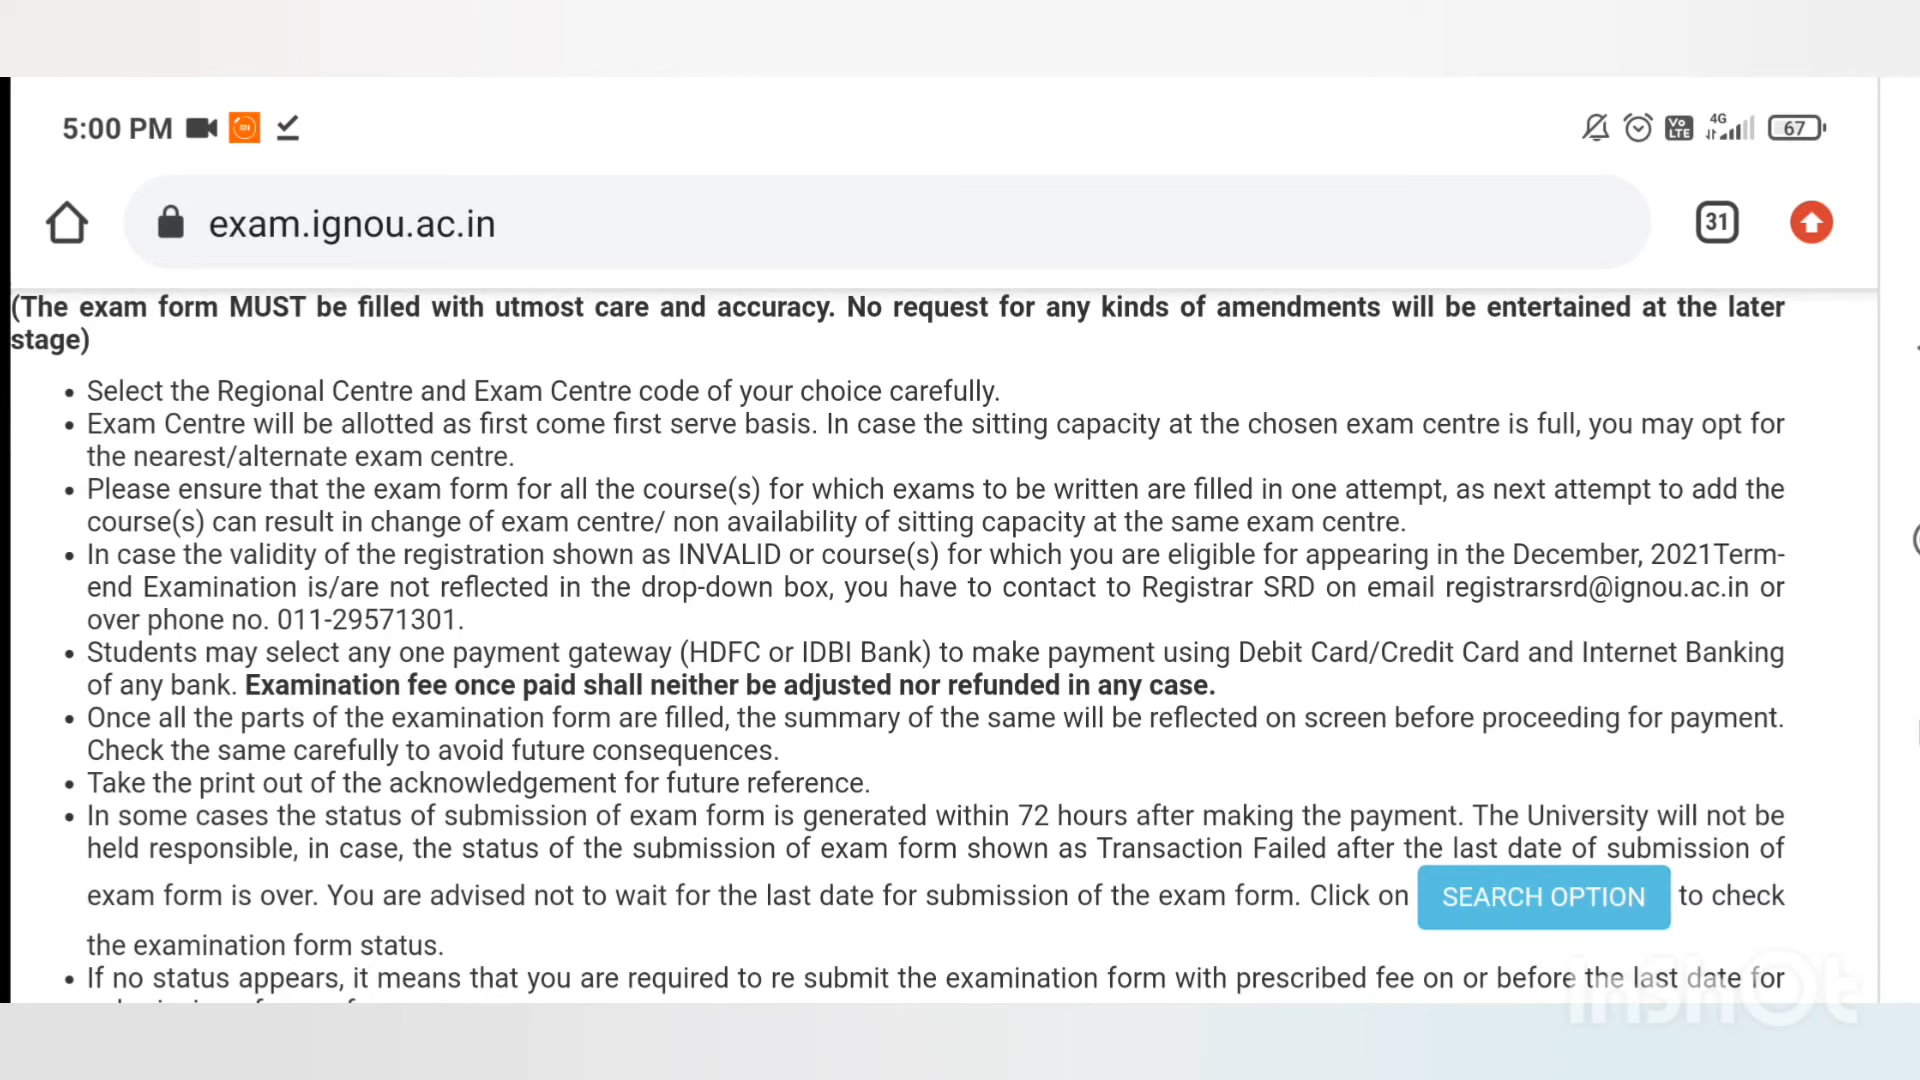 5:00 PM
4G
Vo
LTE
67
exam.ignou.ac.in
31
(The exam form MUST be filled with utmost care and accuracy. No request for any kinds of amendments will be entertained at the later
stage)
• Select the Regional Centre and Exam Centre code of your choice carefully.
• Exam Centre will be allotted as first come first serve basis. In case the sitting capacity at the chosen exam centre is full, you may opt for
the nearest/alternate exam centre.
• Please ensure that the exam form for all the course(s) for which exams to be written are filled in one attempt, as next attempt to add the
course(s) can result in change of exam centre/ non availability of sitting capacity at the same exam centre.
• In case the validity of the registration shown as INVALID or course(s) for which you are eligible for appearing in the December, 2021Term-
end Examination is/are not reflected in the drop-down box, you have to contact to Registrar SRD on email registrarsrd@ignou.ac.in or
over phone no. 011-29571301.
• Students may select any one payment gateway (HDFC or IDBI Bank) to make payment using Debit Card/Credit Card and Internet Banking
of any bank. Examination fee once paid shall neither be adjusted nor refunded in any case.
• Once all the parts of the examination form are filled, the summary of the same will be reflected on screen before proceeding for payment.
Check the same carefully to avoid future consequences.
• Take the print out of the acknowledgement for future reference.
• In some cases the status of submission of exam form is generated within 72 hours after making the payment. The University will not be
held responsible, in case, the status of the submission of exam form shown as Transaction Failed after the last date of submission of
exam form is over. You are advised not to wait for the last date for submission of the exam form. Click on SEARCH OPTION to check
the examination form status.
• If no status appears, it means that you are required to re submit the examination form with prescribed fee on or before the last date for
InShOt